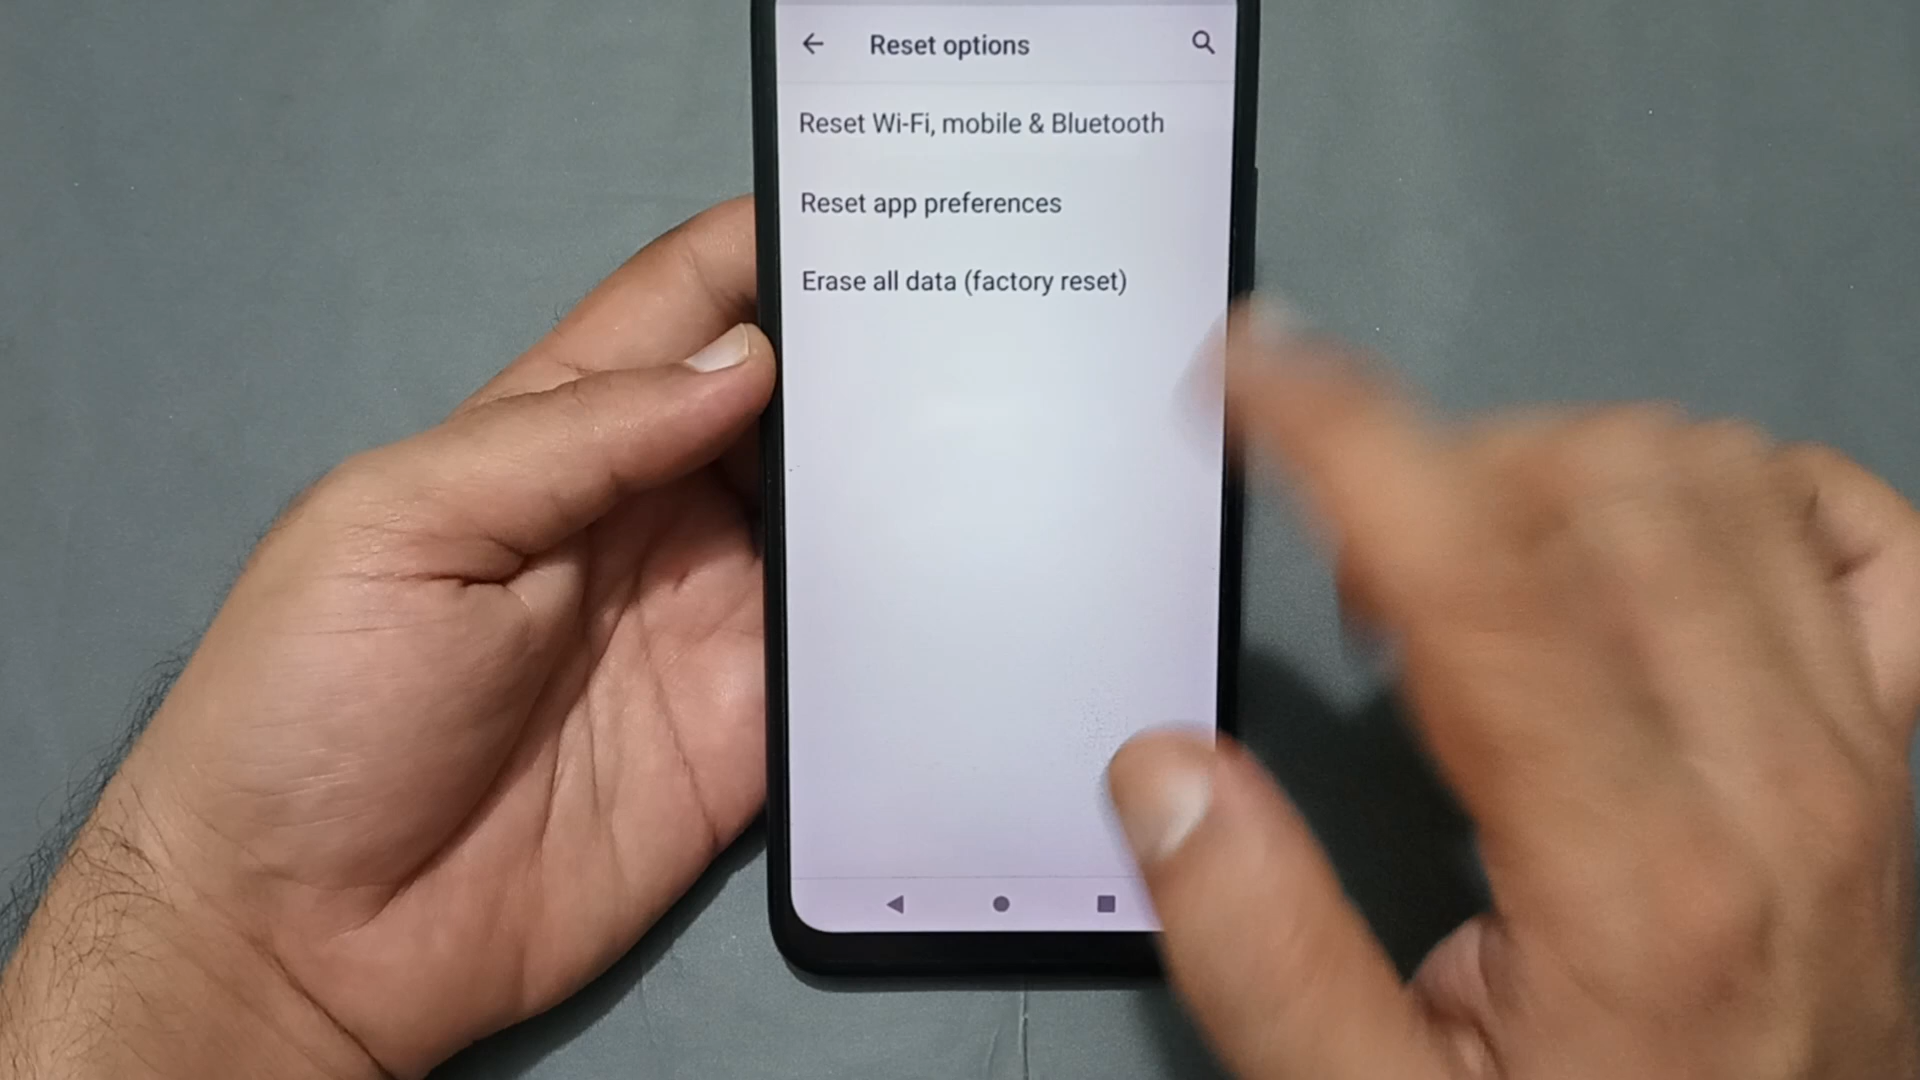 Reset options
Reset Wi-Fi, mobile & Bluetooth
Reset app preferences
Erase all data (factory reset)